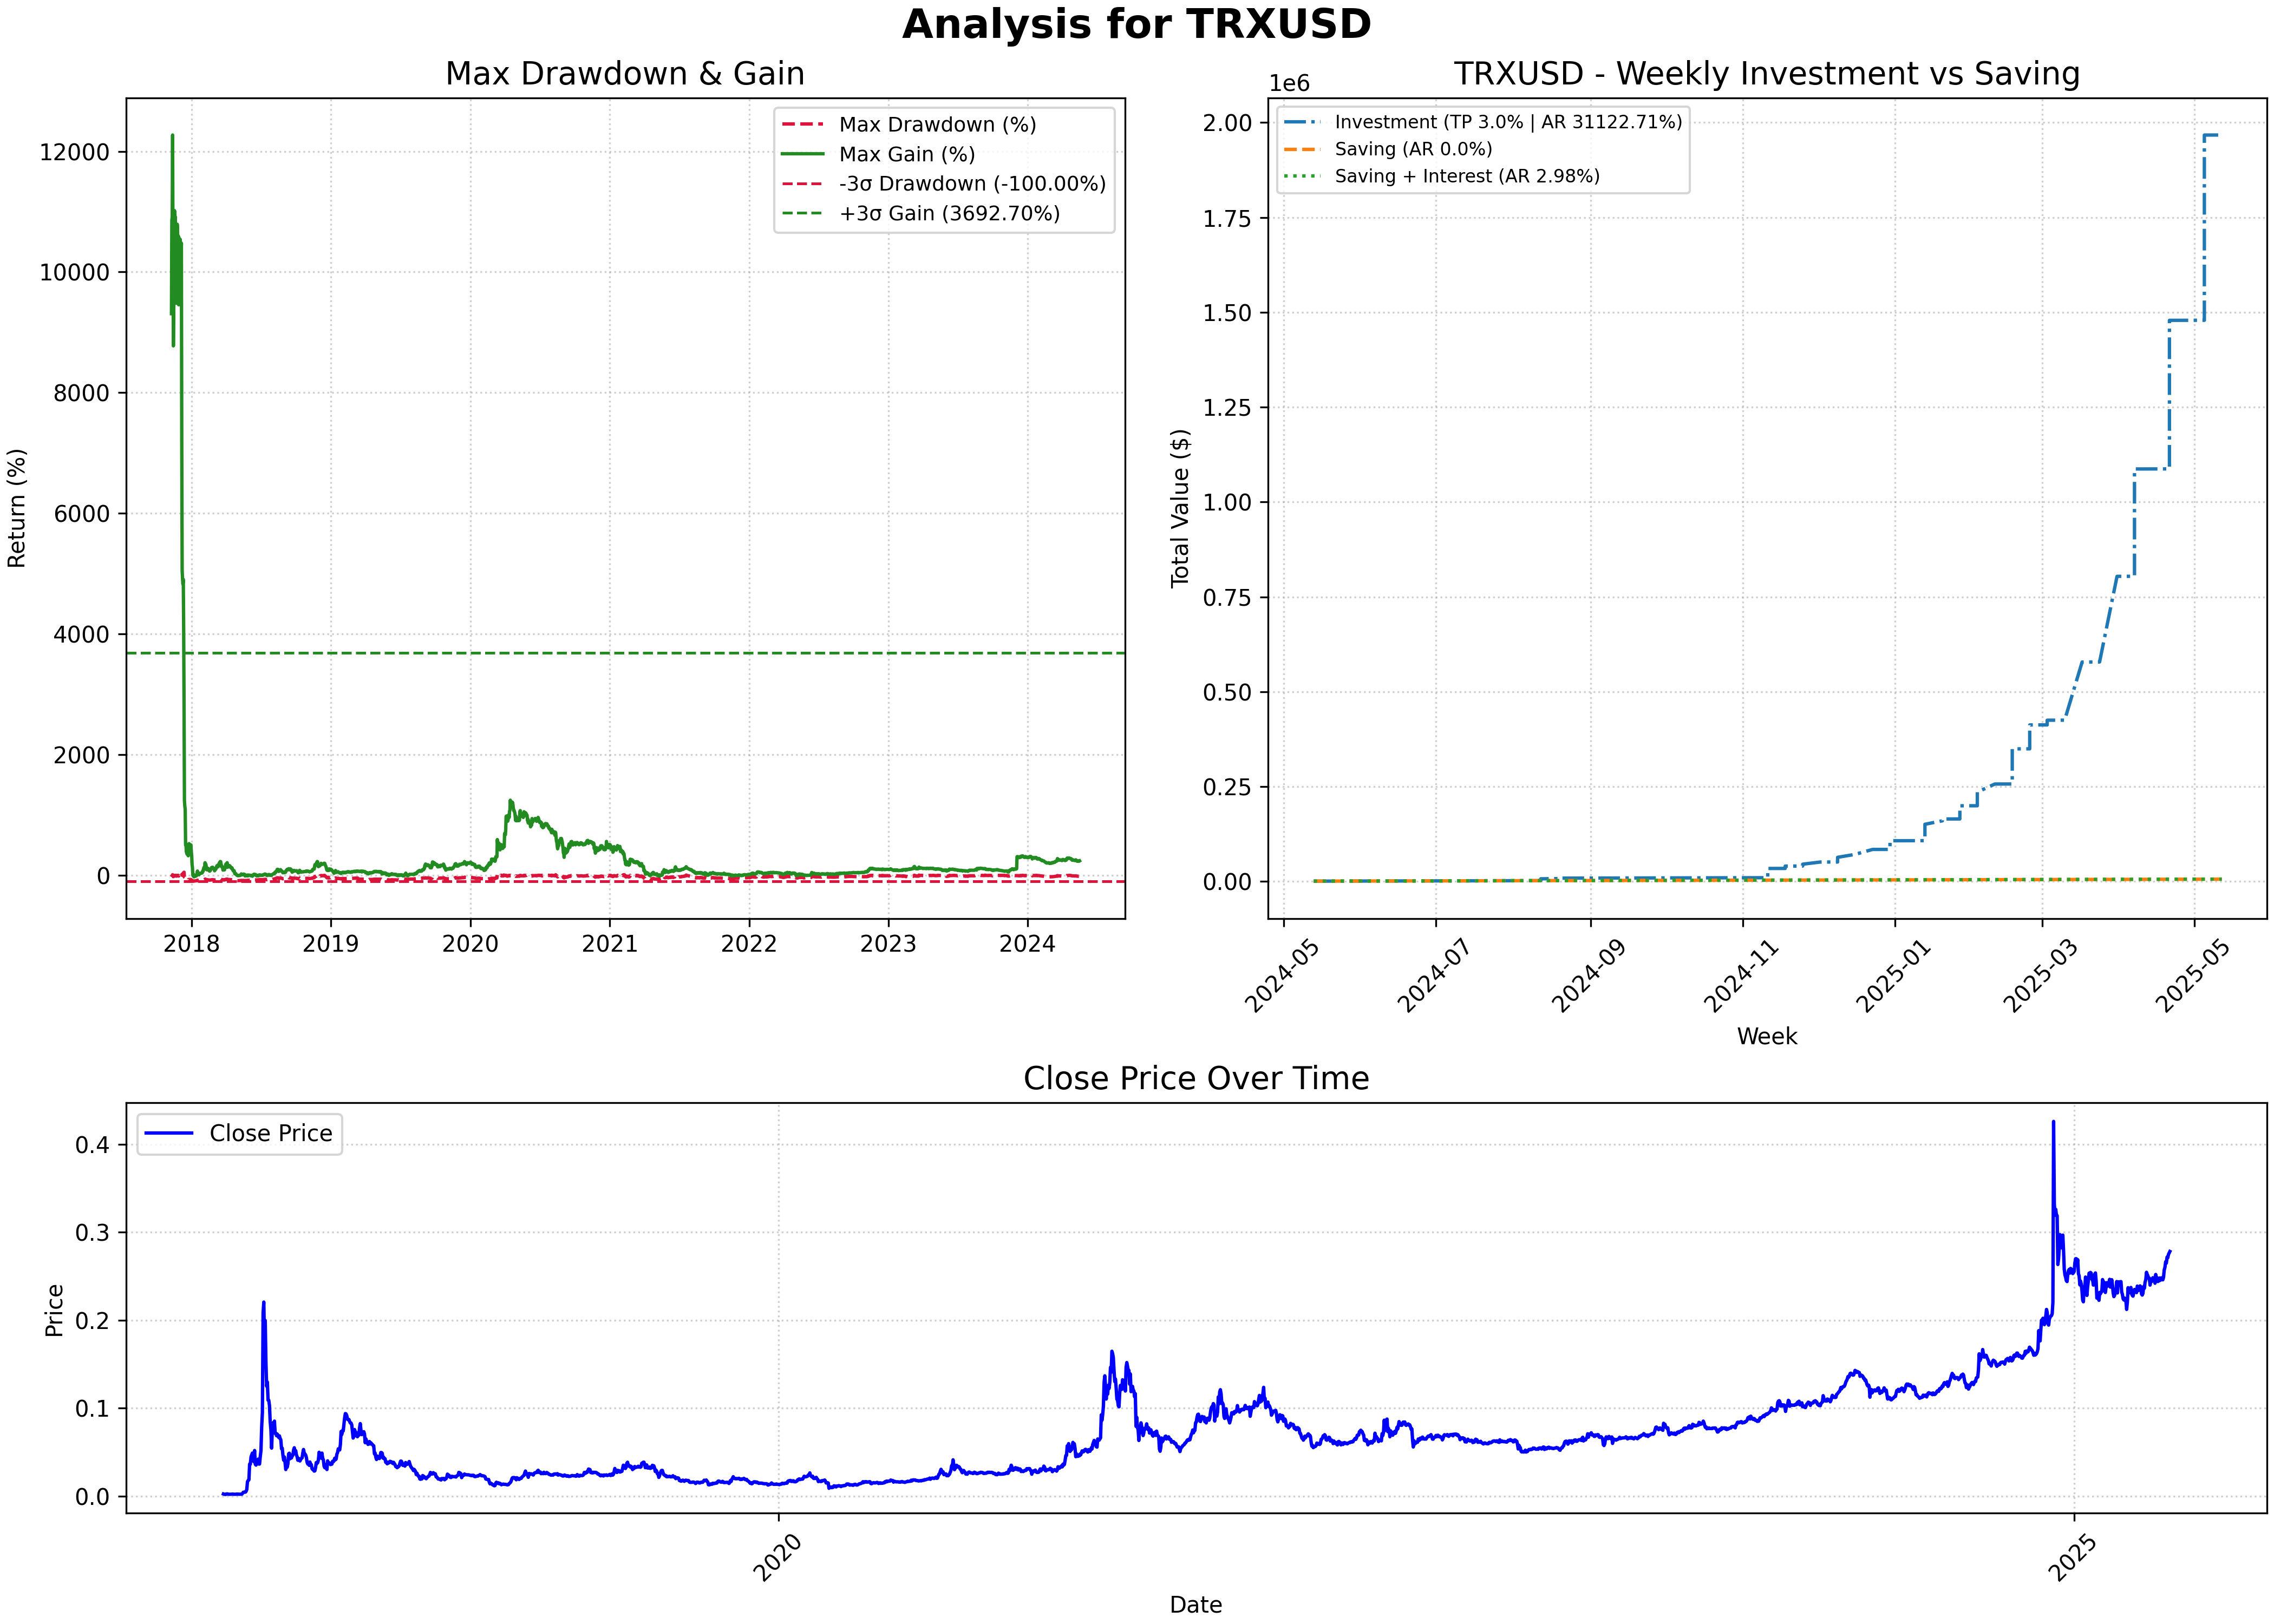 Analysis for TRXUSD
Max Drawdown & Gain
Return (%)
12000
10000
8000
6000
4000
2000
0
Max Drawdown (%)
Max Gain (%)
-3σ Drawdown (-100.00%)
+3σ Gain (3692.70%)
2018 2019 2020 2021 2022 2023 2024
TRXUSD - Weekly Investment vs Saving
1e6
Total Value ($)
2.00
1.75
1.50
1.25
1.00
0.75
0.50
0.25
0.00
Investment (TP 3.0% | AR 31122.71%)
Saving (AR 0.0%)
Saving + Interest (AR 2.98%)
2024-05 2024-07 2024-09 2024-11 2025-01 2025-03 2025-05
Week
Close Price Over Time
Price
0.4
0.3
0.2
0.1
0.0
Close Price
2020 2025
Date